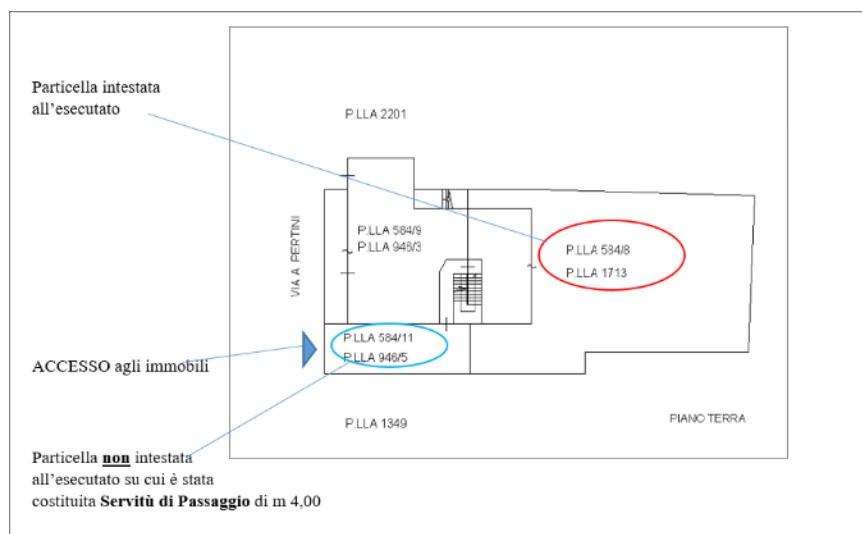 Particella intestata
all'esecutato
P.LLA 2201
P.LLA 584/9
P.LLA 946/3
VIA A. PERTINI
P.LLA 584/8
P.LLA 1713
P.LLA 584/11
P.LLA 946/5
ACCESSO agli immobili
P.LLA 1349
PIANO TERRA
Particella non intestata
all'esecutato su cui è stata
costituita Servitù di Passaggio di m 4,00